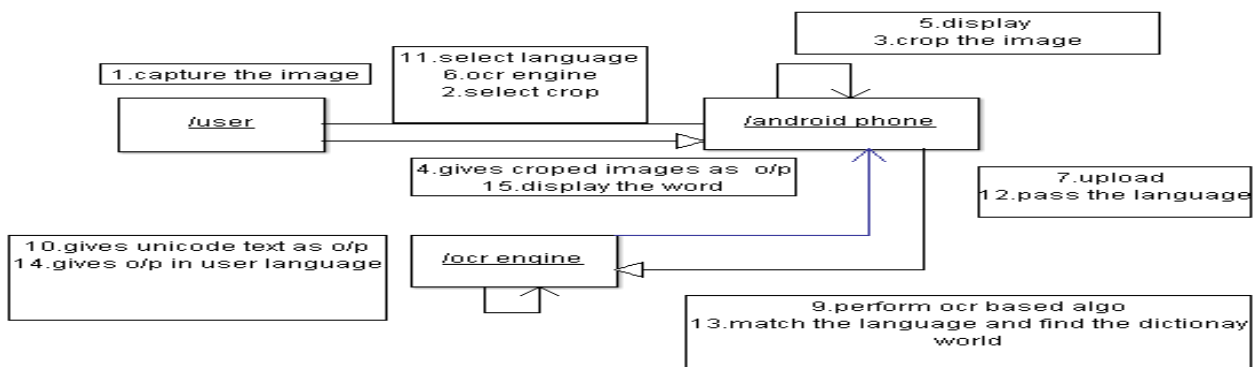 5.display
3.crop the image
11.select language
6.ocr engine
2.select crop
1.capture the image
/user
/android phone
4.gives croped images as o/p
15.display the word
7.upload
12.pass the language
10.gives unicode text as o/p
14.gives o/p in user language
/ocr engine
9.perform ocr based algo
13.match the language and find the dictionay
world